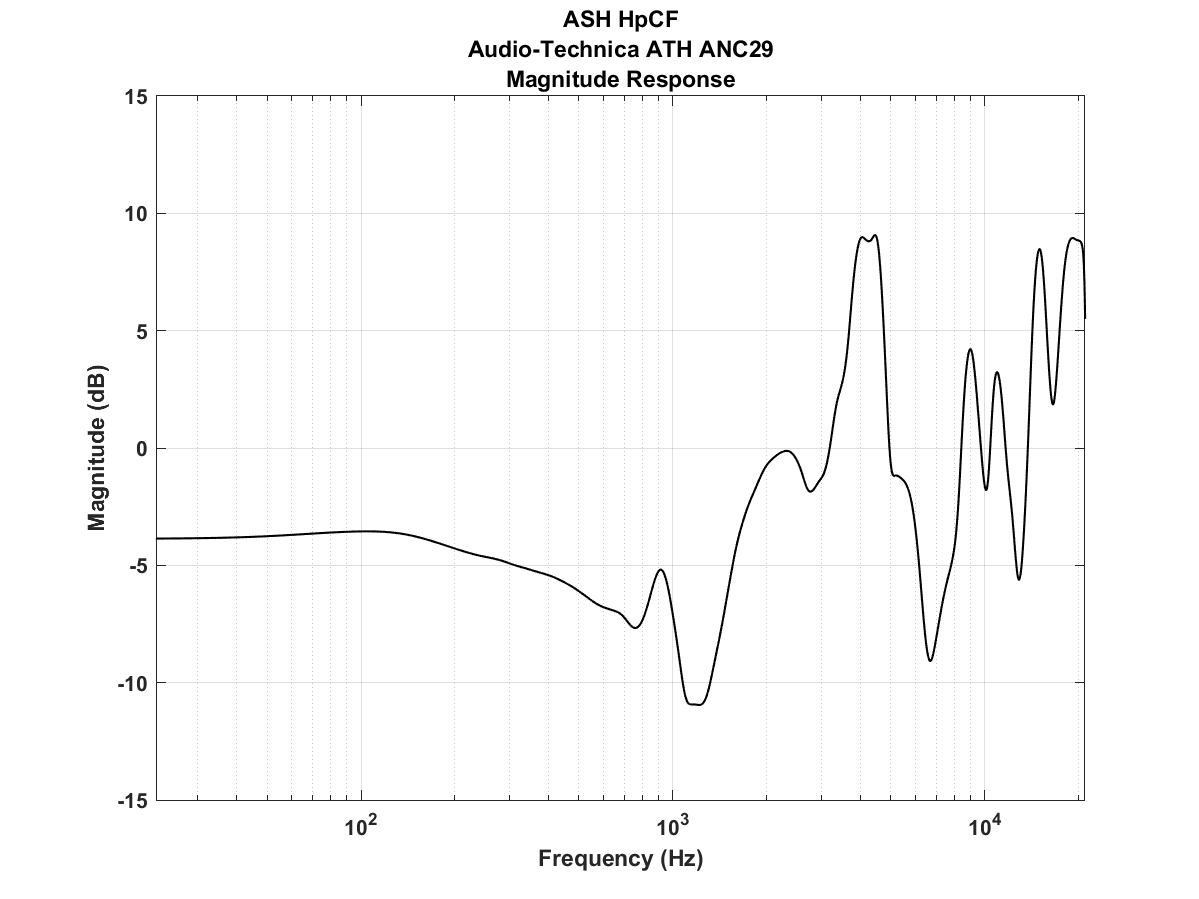 ASH HpCF
Audio-Technica ATH ANC29
Magnitude Response
15
10
5
0
-5
-10
-15
Magnitude (dB)
10²
10³
10⁴
Frequency (Hz)